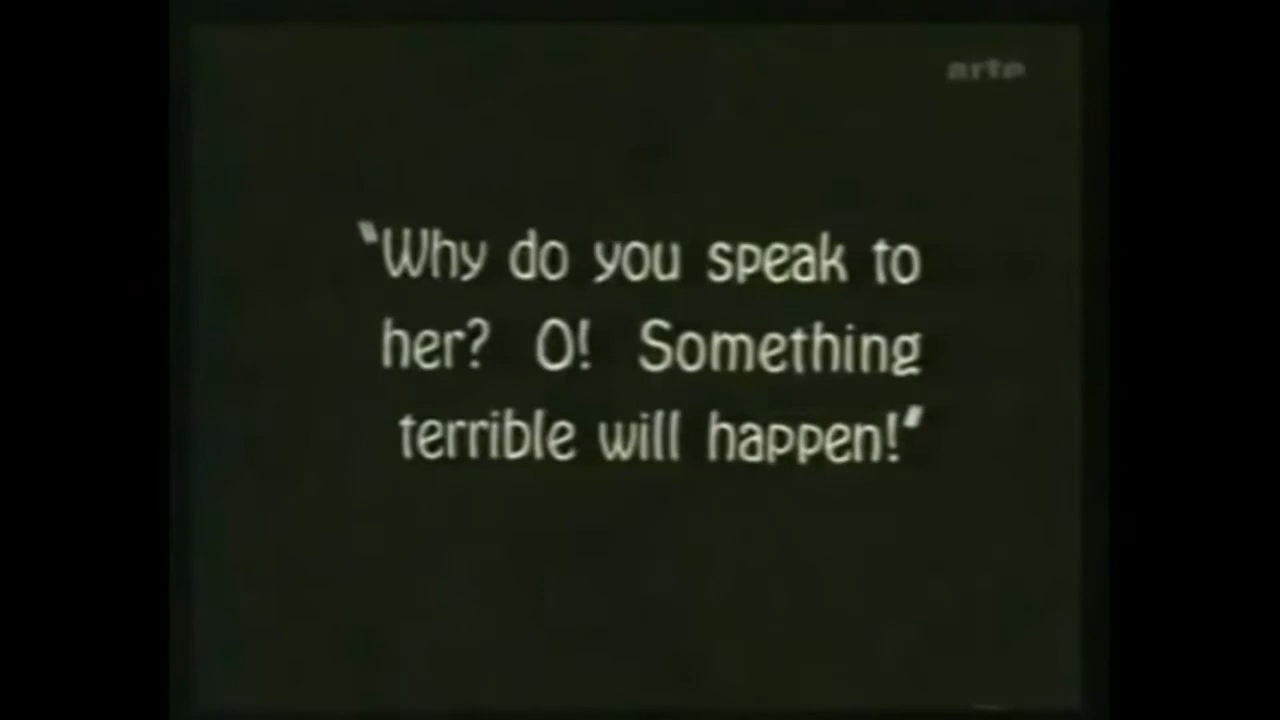 arte
"Why do you speak to
her? O! Something
terrible will happen!"